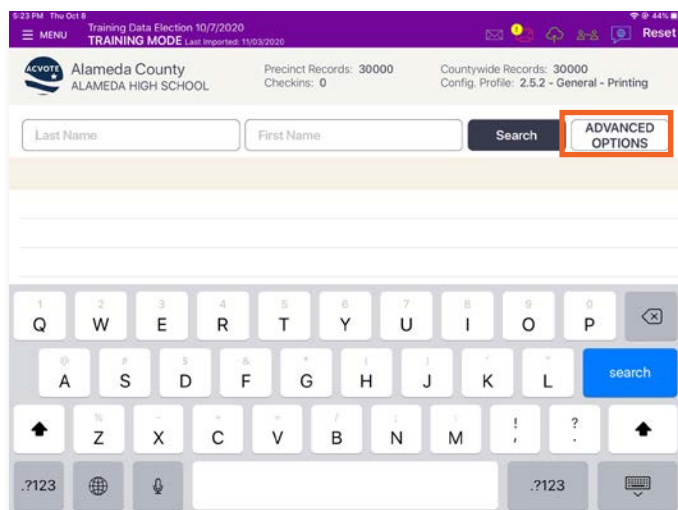 5:23 PM Thu Oct 8
44%
MENU
Training Data Election 10/7/2020
TRAINING MODE Last Imported: 11/03/2020
Reset
ACVOTE
Alameda County
ALAMEDA HIGH SCHOOL
Precinct Records: 30000
Checkins: 0
Countywide Records: 30000
Config. Profile: 2.5.2 - General - Printing
Last Name
First Name
Search
ADVANCED
OPTIONS
1 2 3 4 5 6 7 8 9 0
Q W E R T Y U I O P
@ # $ & * ( ) ' "
A S D F G H J K L
search
% - + = / ; : ! ?
Z X C V B N M , .
.?123
.?123